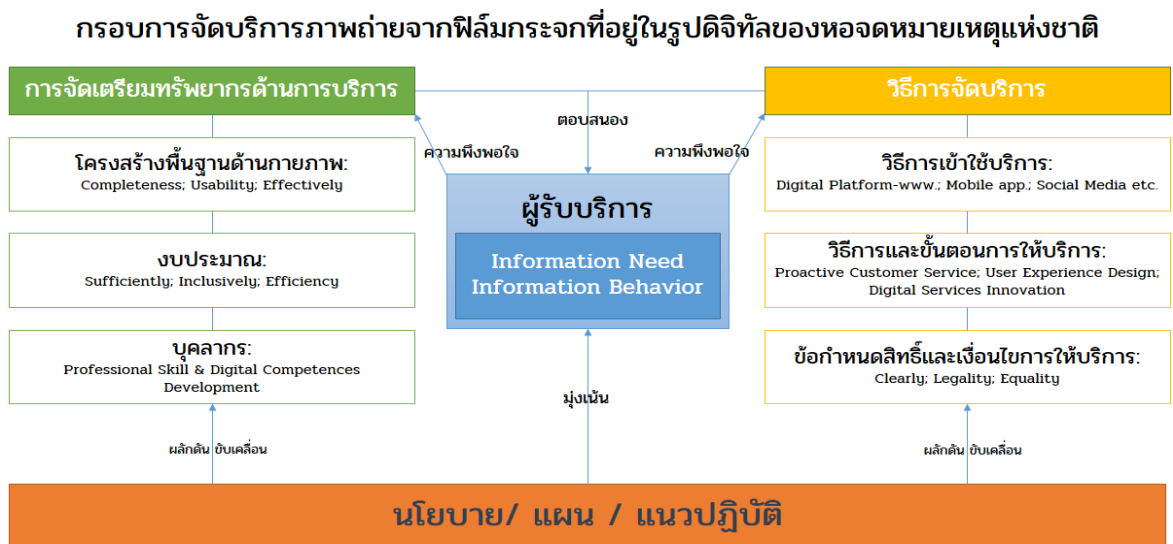 กรอบการจัดบริการภาพถ่ายจากฟิล์มกระจกที่อยู่ในรูปดิจิทัลของหอจดหมายเหตุแห่งชาติ
การจัดเตรียมทรัพยากรด้านการบริการ
โครงสร้างพื้นฐานด้านกายภาพ:
Completeness; Usability; Effectively
งบประมาณ:
Sufficiently; Inclusively; Efficiency
บุคลากร:
Professional Skill & Digital Competences
Development
ผลักดัน ขับเคลื่อน
ตอบสนอง
ความพึงพอใจ
ความพึงพอใจ
ผู้รับบริการ
Information Need
Information Behavior
มุ่งเน้น
วิธีการจัดบริการ
วิธีการเข้าใช้บริการ:
Digital Platform-www.; Mobile app.; Social Media etc.
วิธีการและขั้นตอนการให้บริการ:
Proactive Customer Service; User Experience Design;
Digital Services Innovation
ข้อกำหนดสิทธิ์และเงื่อนไขการให้บริการ:
Clearly; Legality; Equality
ผลักดัน ขับเคลื่อน
นโยบาย/ แผน / แนวปฏิบัติ